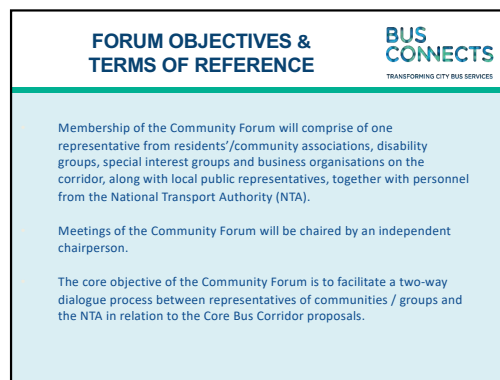 FORUM OBJECTIVES &
TERMS OF REFERENCE
BUS
CONNECTS
TRANSFORMING CITY BUS SERVICES
Membership of the Community Forum will comprise of one
representative from residents'/community associations, disability
groups, special interest groups and business organisations on the
corridor, along with local public representatives, together with personnel
from the National Transport Authority (NTA).
Meetings of the Community Forum will be chaired by an independent
chairperson.
The core objective of the Community Forum is to facilitate a two-way
dialogue process between representatives of communities / groups and
the NTA in relation to the Core Bus Corridor proposals.